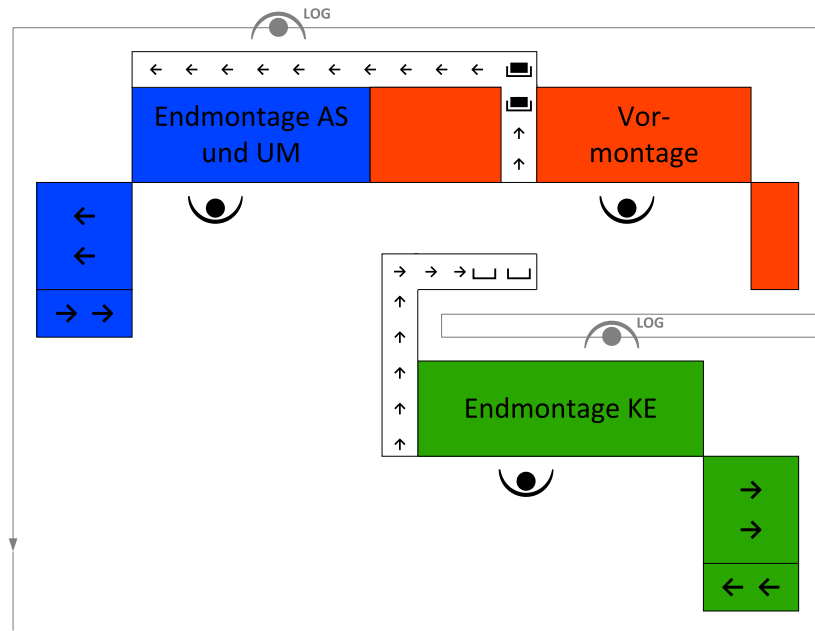 LOG
Endmontage AS
und UM
Vor-
montage
LOG
Endmontage KE